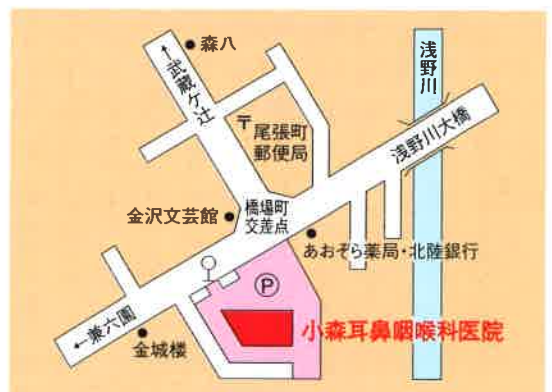 森八
←武蔵ケ辻
浅野川
〒
尾張町
郵便局
浅野川大橋
金沢文芸館
橋場町
交差点
あおぞら薬局・北陸銀行
P
←兼六園
金城楼
小森耳鼻咽喉科医院